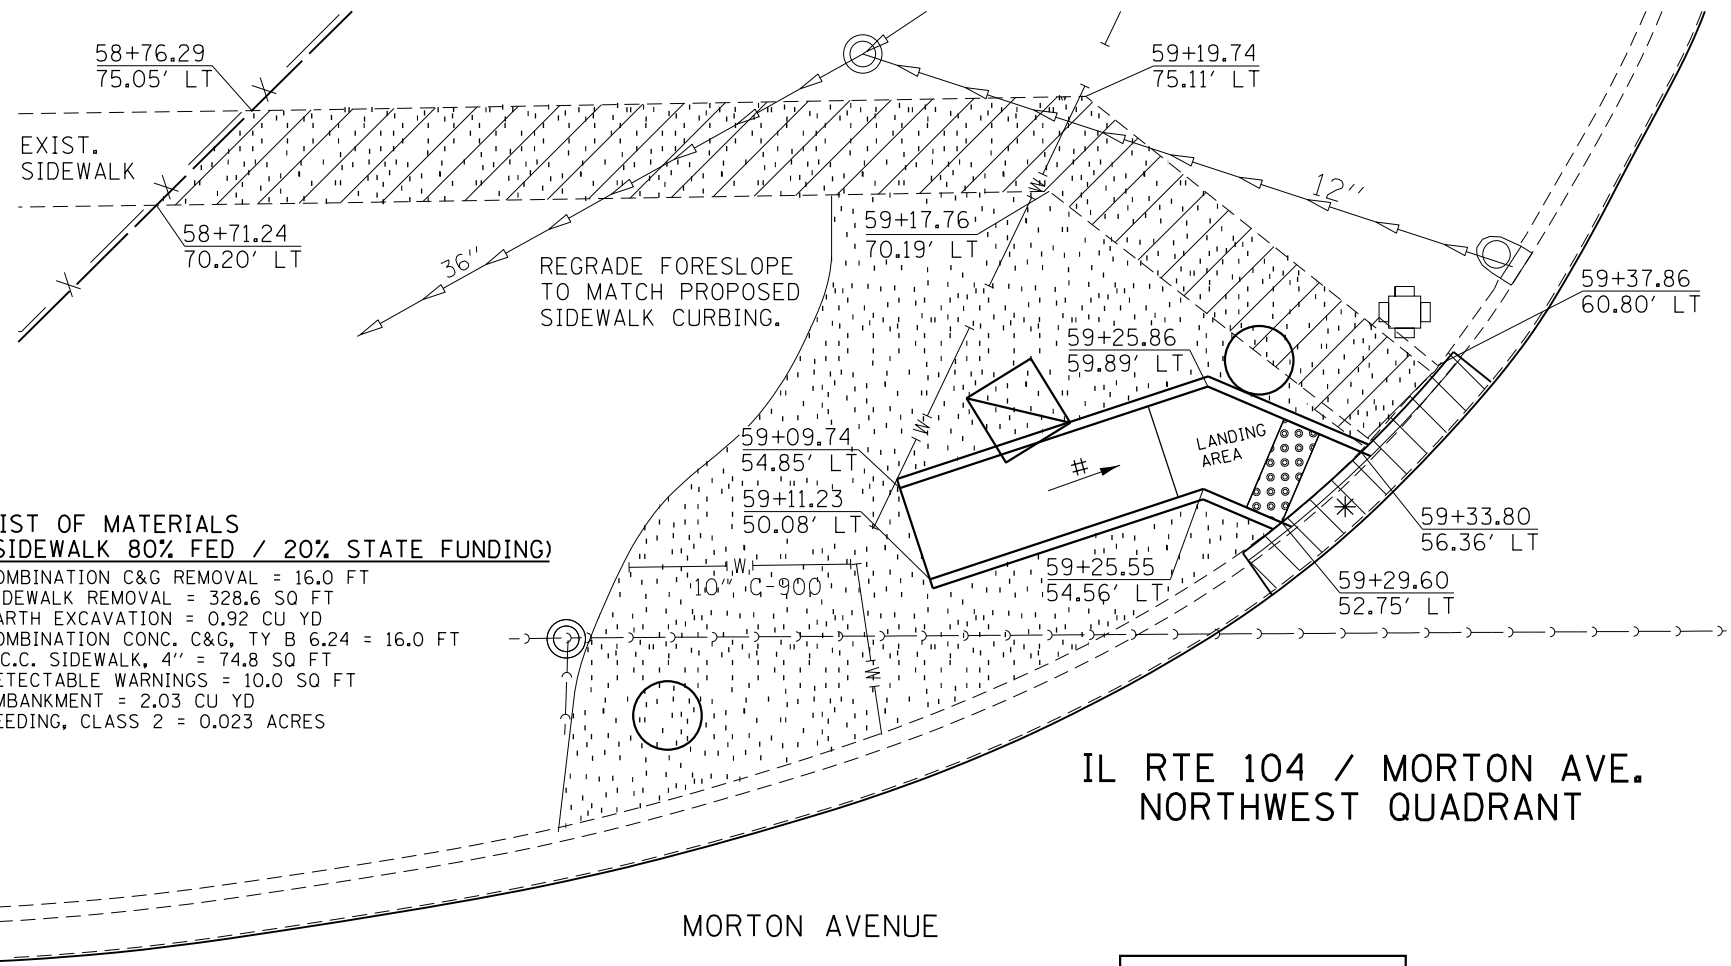 58+76.29
75.05' LT
59+19.74
75.11' LT
EXIST.
SIDEWALK
12"
58+71.24
70.20' LT
59+17.76
70.19' LT
36"
REGRADE FORESLOPE
TO MATCH PROPOSED
SIDEWALK CURBING.
59+37.86
60.80' LT
59+25.86
59.89' LT
W
W
59+09.74
54.85' LT
LANDING
AREA
#
59+11.23
50.08' LT
*
59+33.80
56.36' LT
59+25.55
54.56' LT
59+29.60
52.75' LT
W
10" C-900
W
IST OF MATERIALS
SIDEWALK 80% FED / 20% STATE FUNDING)
OMBINATION C&G REMOVAL = 16.0 FT
DEWALK REMOVAL = 328.6 SQ FT
ARTH EXCAVATION = 0.92 CU YD
OMBINATION CONC. C&G, TY B 6.24 = 16.0 FT
.C.C. SIDEWALK, 4" = 74.8 SQ FT
ETECTABLE WARNINGS = 10.0 SQ FT
MBANKMENT = 2.03 CU YD
EEDING, CLASS 2 = 0.023 ACRES
IL RTE 104 / MORTON AVE.
NORTHWEST QUADRANT
MORTON AVENUE